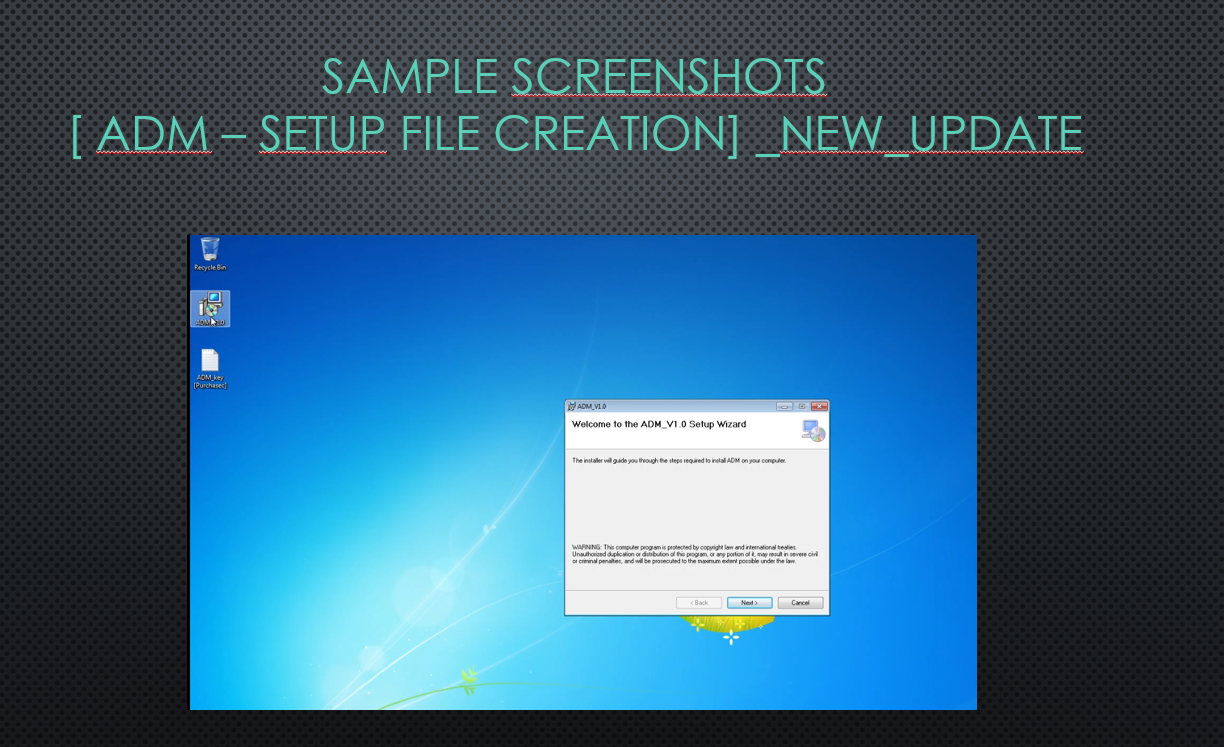 SAMPLE SCREENSHOTS
[ ADM – SETUP FILE CREATION] _NEW_UPDATE
Recycle Bin
ADM_V1.0
ADM_key
[Purchasec]
ADM_V1.0
Welcome to the ADM_V1.0 Setup Wizard
The installer will guide you through the steps required to install ADM on your computer.
WARNING: This computer program is protected by copyright law and international treaties.
Unauthorized duplication or distribution of this program, or any portion of it, may result in severe civil
or criminal penalties, and will be prosecuted to the maximum extent possible under the law.
< Back
Next >
Cancel